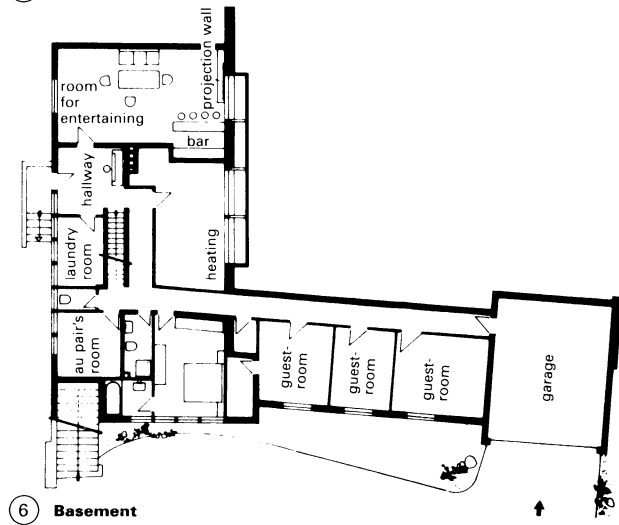 projection wall
room
for
entertaining
bar
hallway
laundry
room
heating
au pair's
room
guest-
room
guest-
room
guest-
room
garage
6 Basement